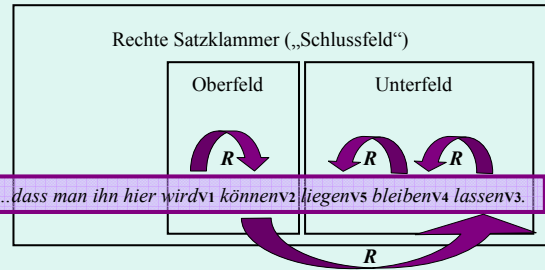 Rechte Satzklammer („Schlussfeld“)
Oberfeld Unterfeld
R R R
...dass man ihn hier wirdV1 könnenV2 liegenV5 bleibenV4 lassenV3.
R